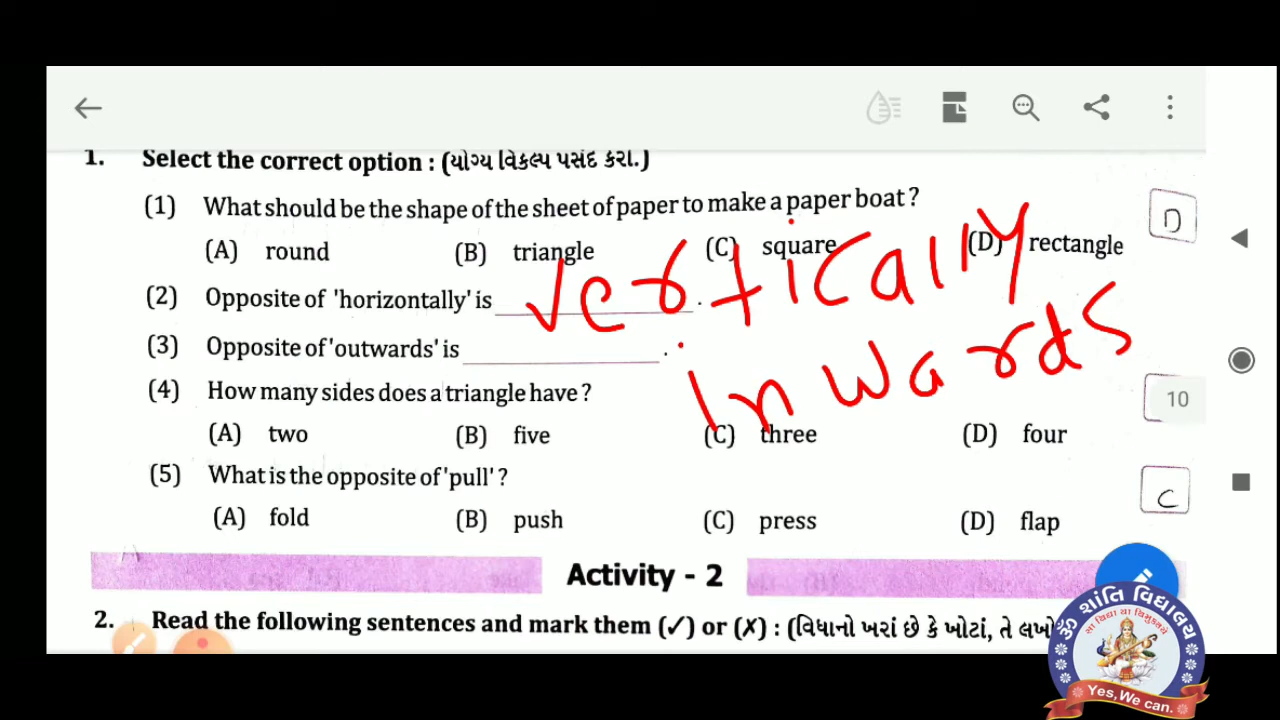 1. Select the correct option : (યોગ્ય વિકલ્પ પસંદ કરો.)
(1) What should be the shape of the sheet of paper to make a paper boat ? D
(A) round (B) triangle (C) square (D) rectangle
(2) Opposite of 'horizontally' is ____________. vertically
(3) Opposite of 'outwards' is ____________. inwards
(4) How many sides does a triangle have ? 10
(A) two (B) five (C) three (D) four
(5) What is the opposite of 'pull' ? C
(A) fold (B) push (C) press (D) flap
Activity - 2
2. Read the following sentences and mark them (✓) or (✗) : (વિધાનો ખરાં છે કે ખોટાં, તે લખો
ૐ શાંતિ વિદ્યાલય
सा विद्या या विमुक्तये
Yes,We can.